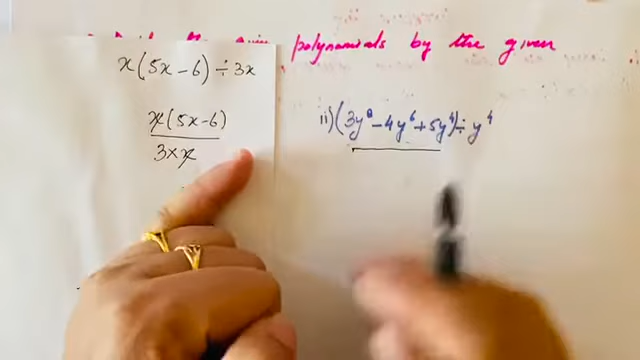 polynomials by the given
x(5x-6)÷3x
x(5x-6)
3×x
ii)(3y⁸-4y⁶+5y⁴)÷y⁴